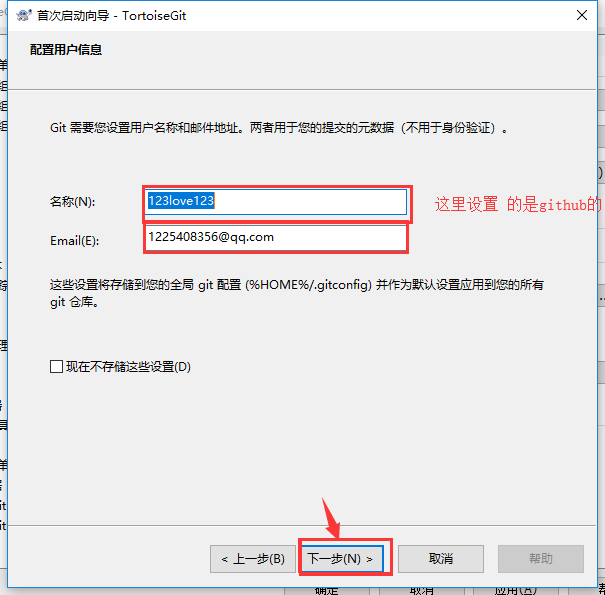 首次启动向导 - TortoiseGit
配置用户信息
Git 需要您设置用户名称和邮件地址。两者用于您的提交的元数据（不用于身份验证）。
名称(N):
123love123
这里设置 的是github的
Email(E):
1225408356@qq.com
这些设置将存储到您的全局 git 配置 (%HOME%/.gitconfig) 并作为默认设置应用到您的所有
git 仓库。
现在不存储这些设置(D)
< 上一步(B)
下一步(N) >
取消
帮助
确定
取消
应用(A)